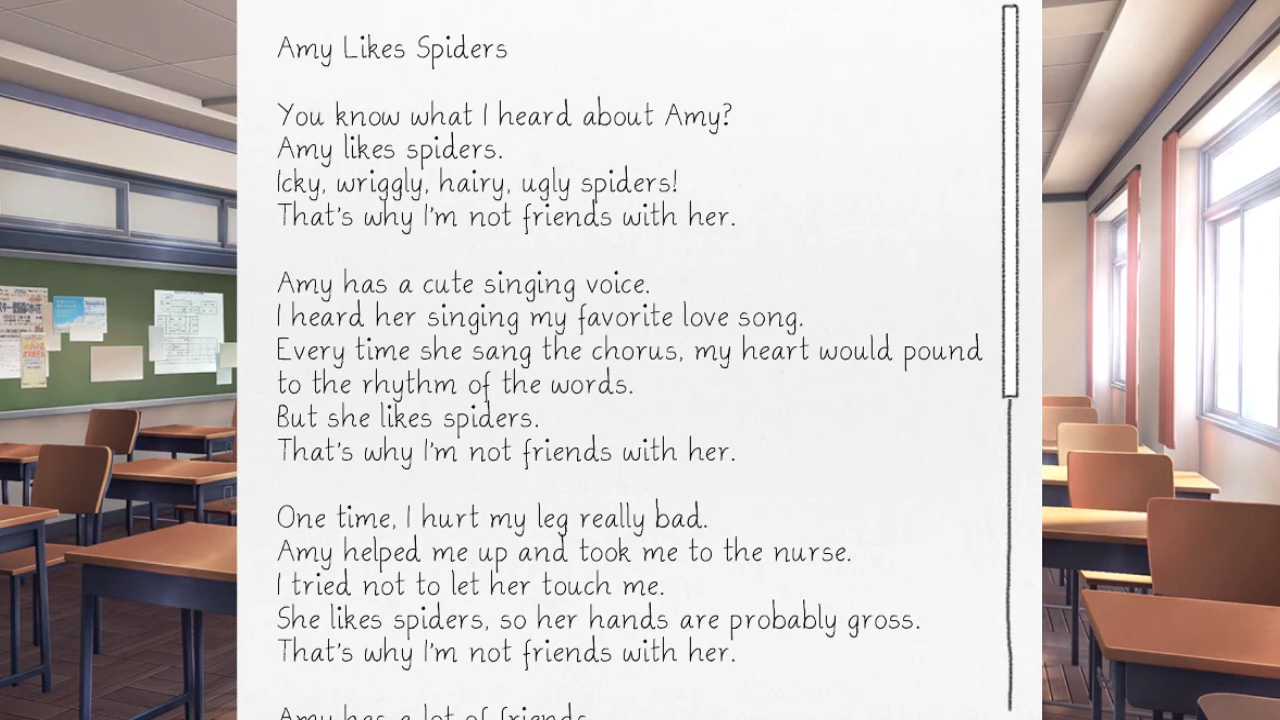 Amy Likes Spiders
You know what I heard about Amy?
Amy likes spiders.
Icky, wriggly, hairy, ugly spiders!
That's why I'm not friends with her.
Amy has a cute singing voice.
I heard her singing my favorite love song.
Every time she sang the chorus, my heart would pound
to the rhythm of the words.
But she likes spiders.
That's why I'm not friends with her.
One time, I hurt my leg really bad.
Amy helped me up and took me to the nurse.
I tried not to let her touch me.
She likes spiders, so her hands are probably gross.
That's why I'm not friends with her.
Amy has a lot of friends